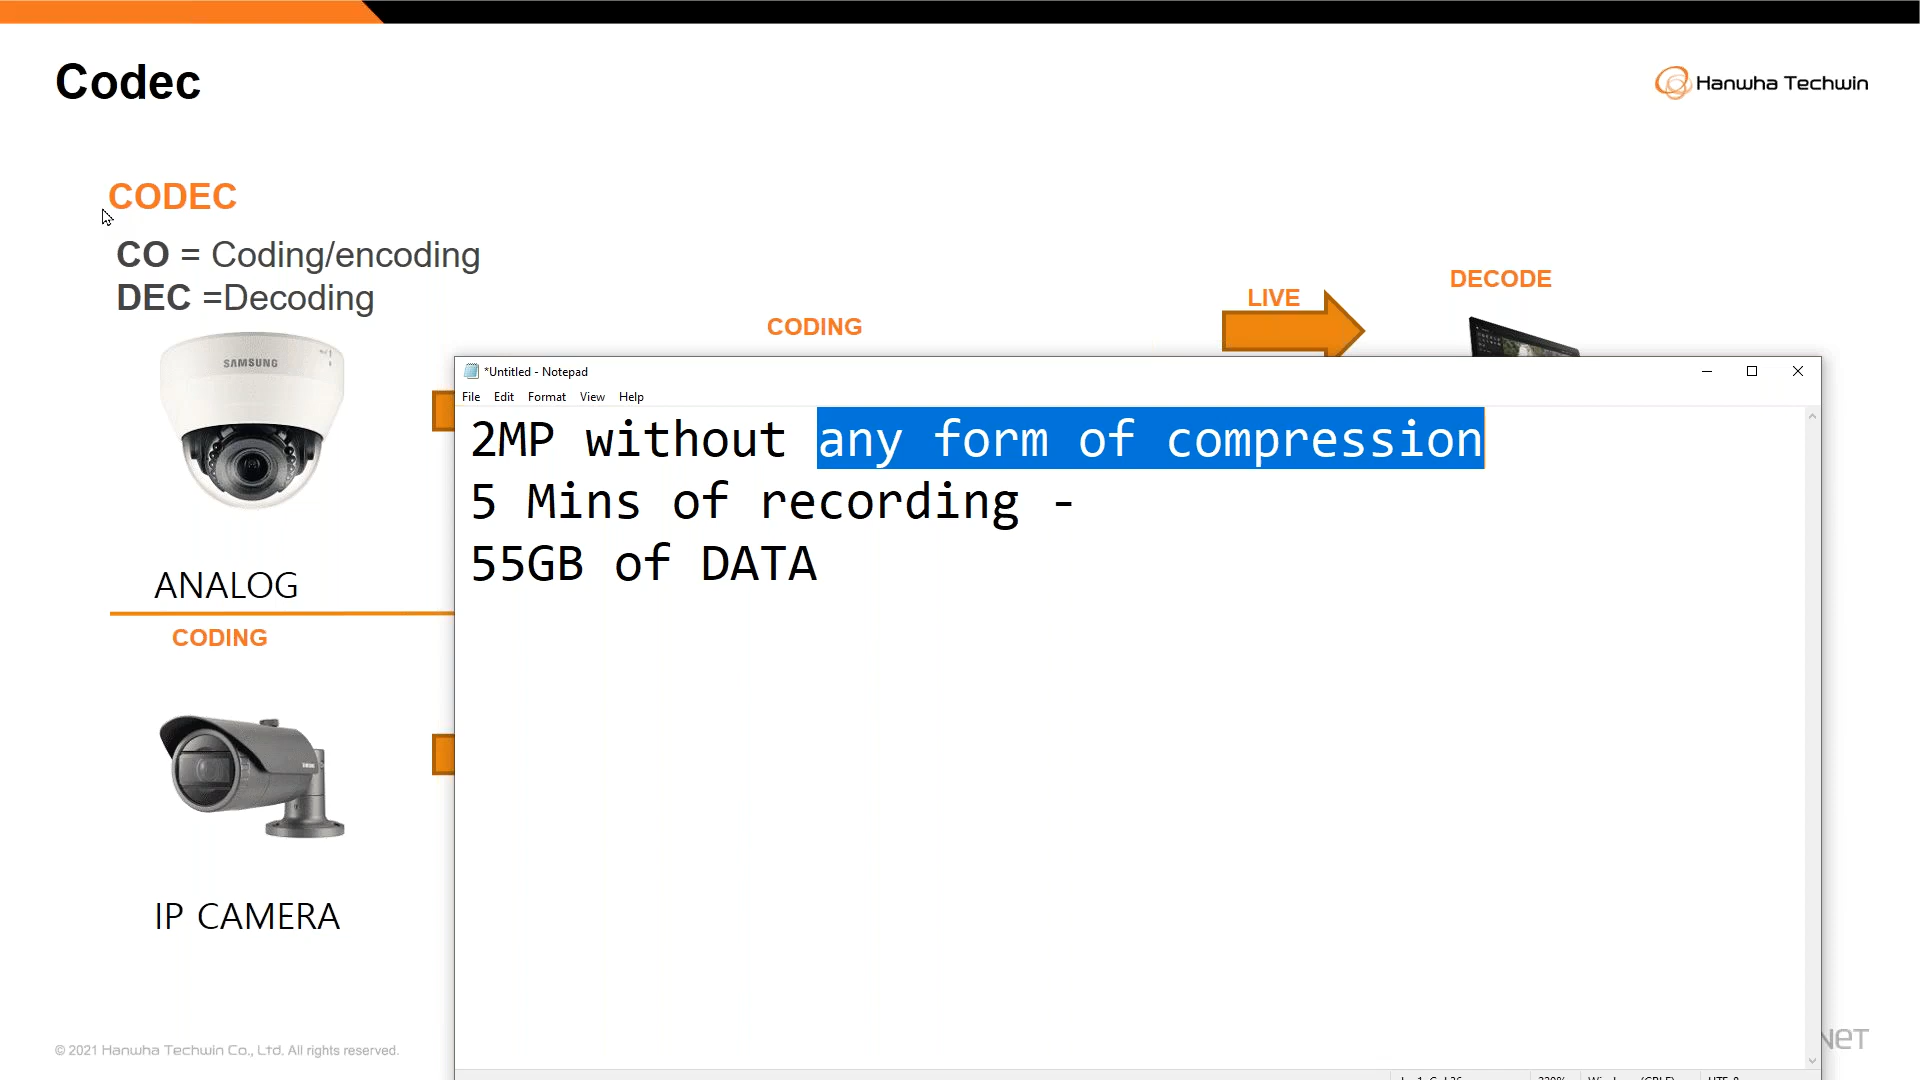 Codec
Hanwha Techwin
CODEC
CO = Coding/encoding
DEC =Decoding
CODING
LIVE
DECODE
SAMSUNG
*Untitled - Notepad
File Edit Format View Help
2MP without any form of compression
5 Mins of recording -
55GB of DATA
ANALOG
CODING
IP CAMERA
© 2021 Hanwha Techwin Co., Ltd. All rights reserved.
NET